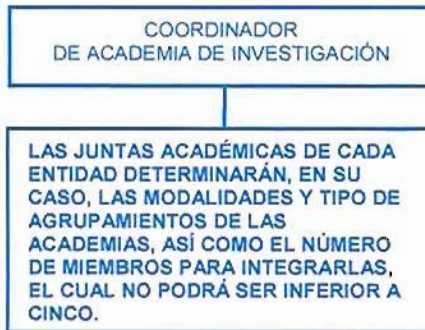 COORDINADOR
DE ACADEMIA DE INVESTIGACIÓN
LAS JUNTAS ACADÉMICAS DE CADA
ENTIDAD DETERMINARÁN, EN SU
CASO, LAS MODALIDADES Y TIPO DE
AGRUPAMIENTOS DE LAS
ACADEMIAS, ASÍ COMO EL NÚMERO
DE MIEMBROS PARA INTEGRARLAS,
EL CUAL NO PODRÁ SER INFERIOR A
CINCO.